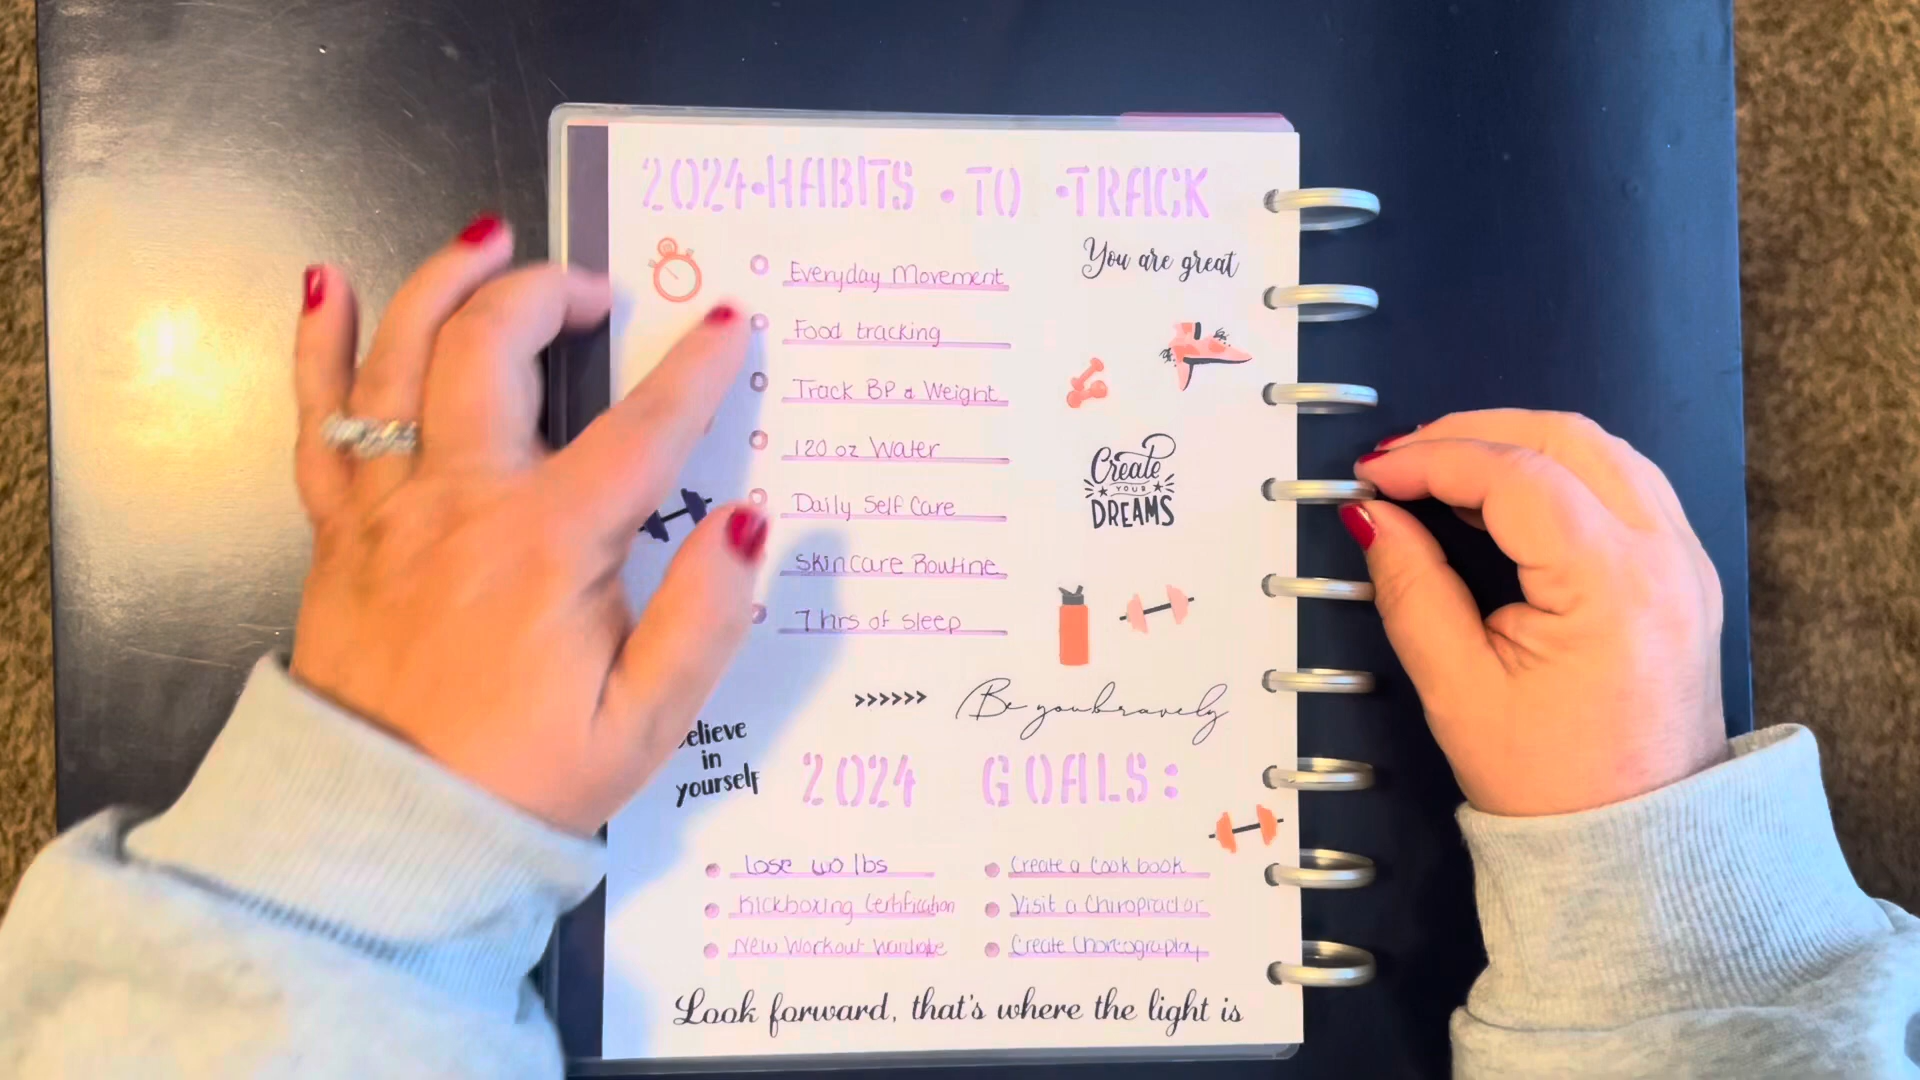 2024•HABITS • TO •TRACK
You are great
Everyday Movement
Food tracking
Track BP & Weight
120 oz Water
Create
YOUR
DREAMS
Daily Self Care
Skin Care Routine
7 hrs of sleep
>>>>>> Be you bravely
elieve
in
yourself
2024 GOALS:
Lose lbs
Kickboxing Certification
New Workout Wardrobe
Create a Cook book
Visit a Chiropractor
Create Choreography
Look forward, that's where the light is